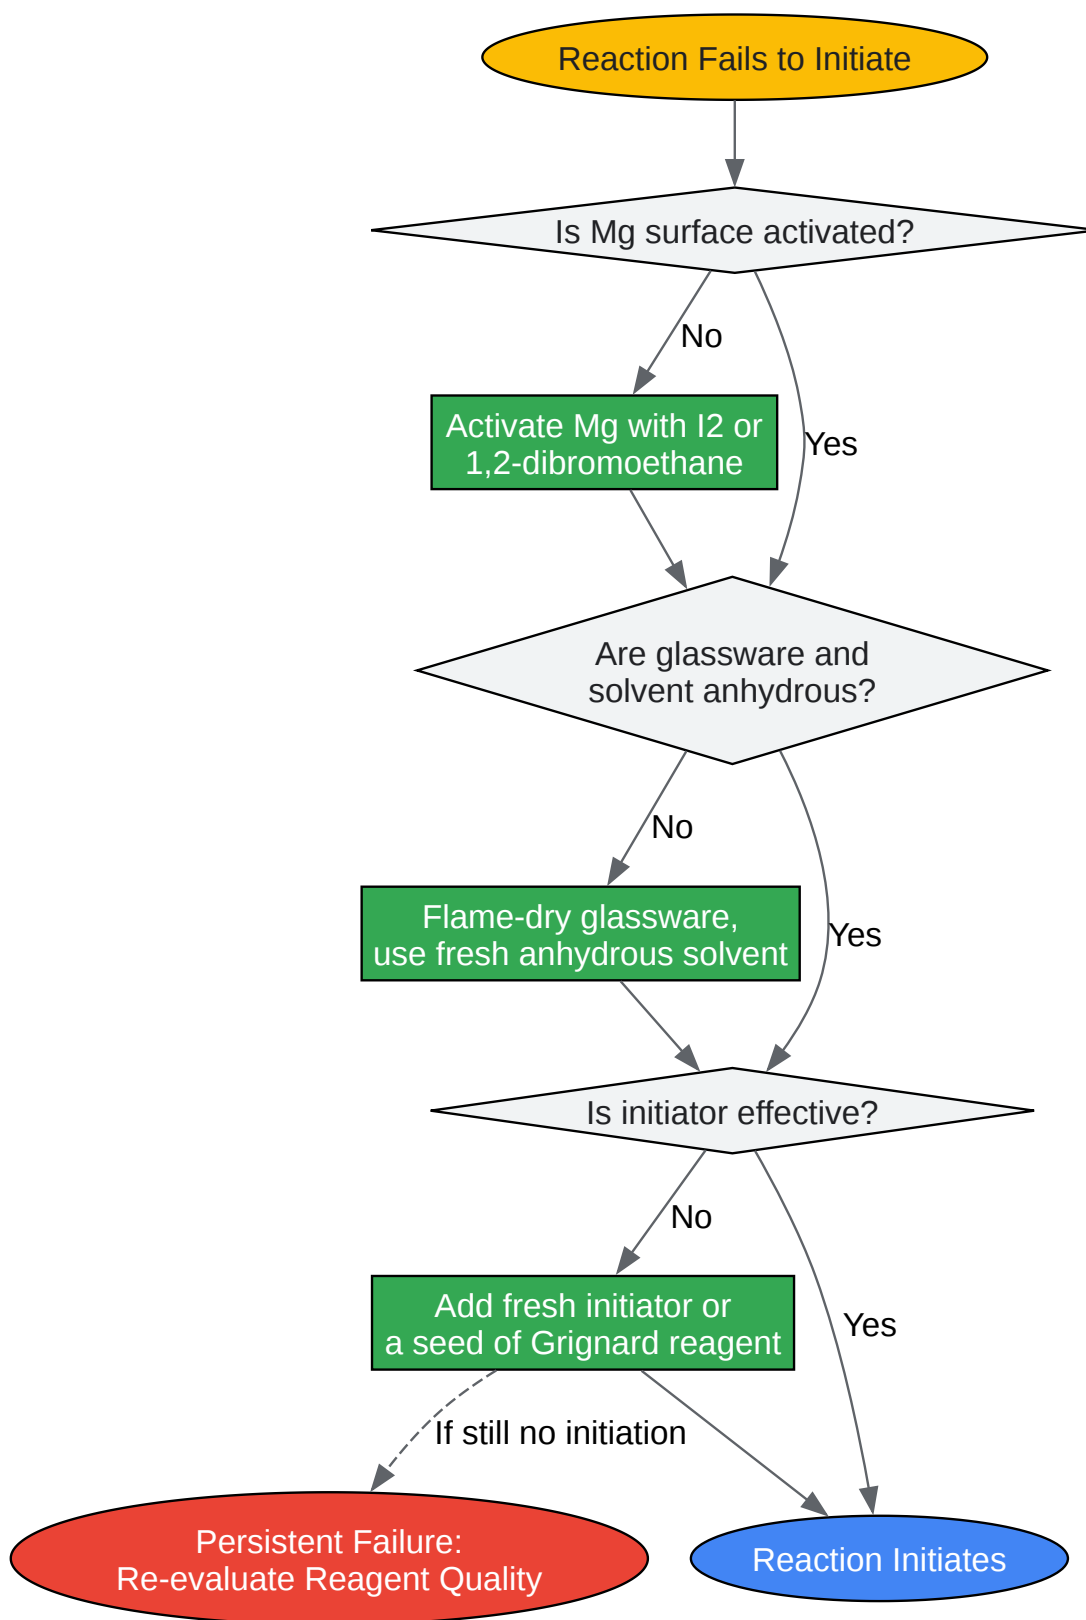 Reaction Fails to Initiate
Is Mg surface activated?
No
Activate Mg with I2 or
1,2-dibromoethane
Yes
Are glassware and
solvent anhydrous?
No
Flame-dry glassware,
use fresh anhydrous solvent
Yes
Is initiator effective?
No
Add fresh initiator or
a seed of Grignard reagent
Yes
If still no initiation
Persistent Failure:
Re-evaluate Reagent Quality
Reaction Initiates